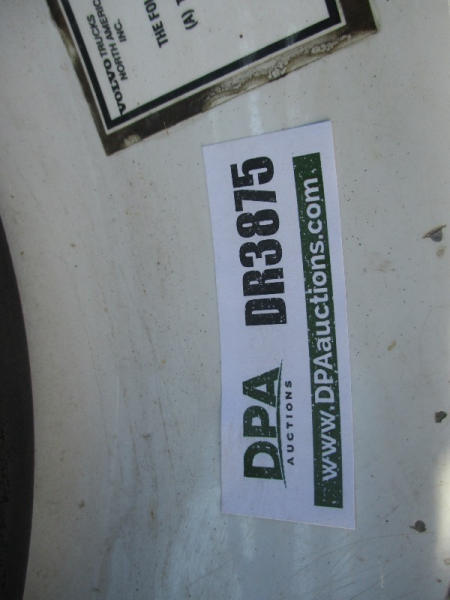 VOLVO TRUCKS
NORTH AMERICA
INC.
THE FO
(A)
DPA
AUCTIONS
DR3875
www.DPAauctions.com